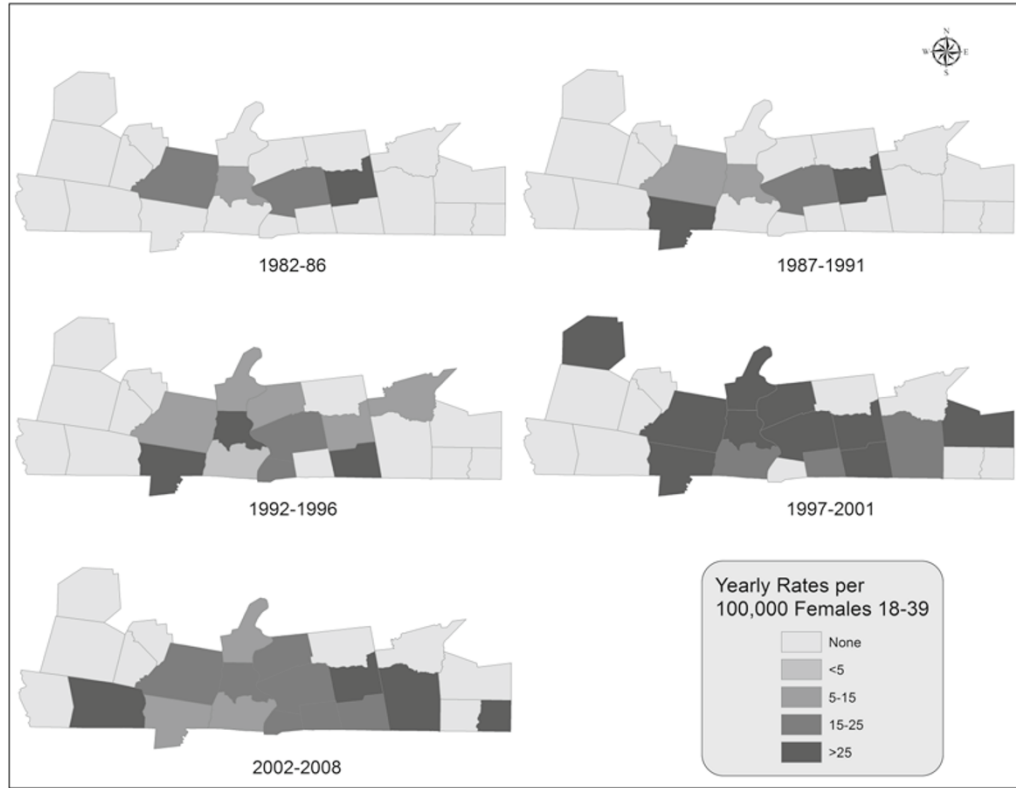 N
W E
S
1982-86
1987-1991
1992-1996
1997-2001
2002-2008
Yearly Rates per
100,000 Females 18-39
None
<5
5-15
15-25
>25